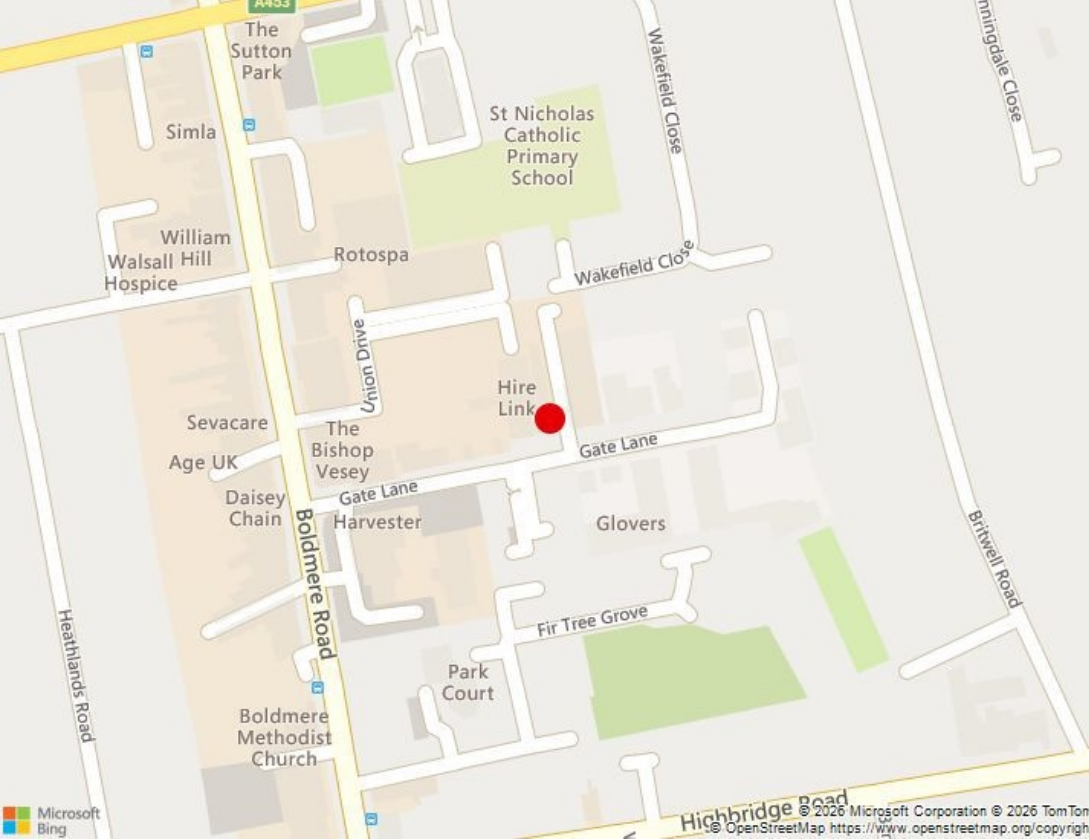 A453
The
Sutton
Park
Simla
St Nicholas
Catholic
Primary
School
Wakefield Close
William
Hill
Walsall
Hospice
Rotospa
Wakefield Close
Union Drive
Hire
Link
Sevacare
Age UK
The
Bishop
Vesey
Gate Lane
Gate Lane
Daisey
Chain
Harvester
Glovers
Boldmere Road
Britwell Road
Fir Tree Grove
Heathlands Road
Park
Court
Boldmere
Methodist
Church
Highbridge Road
Microsoft
Bing
© 2026 Microsoft Corporation © 2026 TomTom
© OpenStreetMap https://www.openstreetmap.org/copyrigh